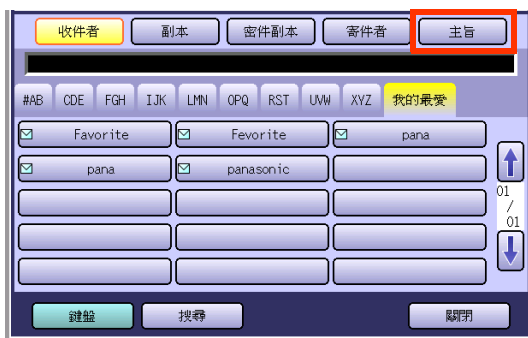 收件者 副本 密件副本 寄件者 主旨
#AB CDE FGH IJK LMN OPQ RST UVW XYZ 我的最愛
Favorite Fevorite pana
pana panasonic
01
/
01
鍵盤 搜尋 關閉